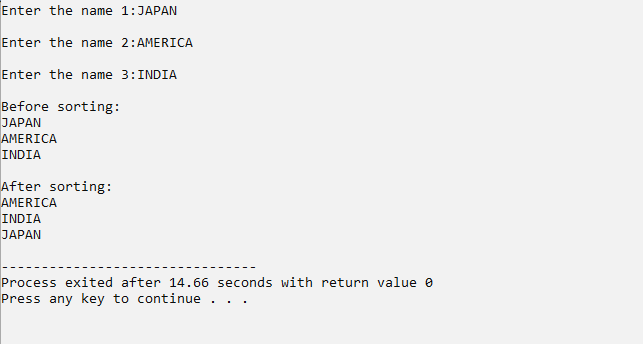 Enter the name 1:JAPAN
Enter the name 2:AMERICA
Enter the name 3:INDIA
Before sorting:
JAPAN
AMERICA
INDIA
After sorting:
AMERICA
INDIA
JAPAN
--------------------------------
Process exited after 14.66 seconds with return value 0
Press any key to continue . . .